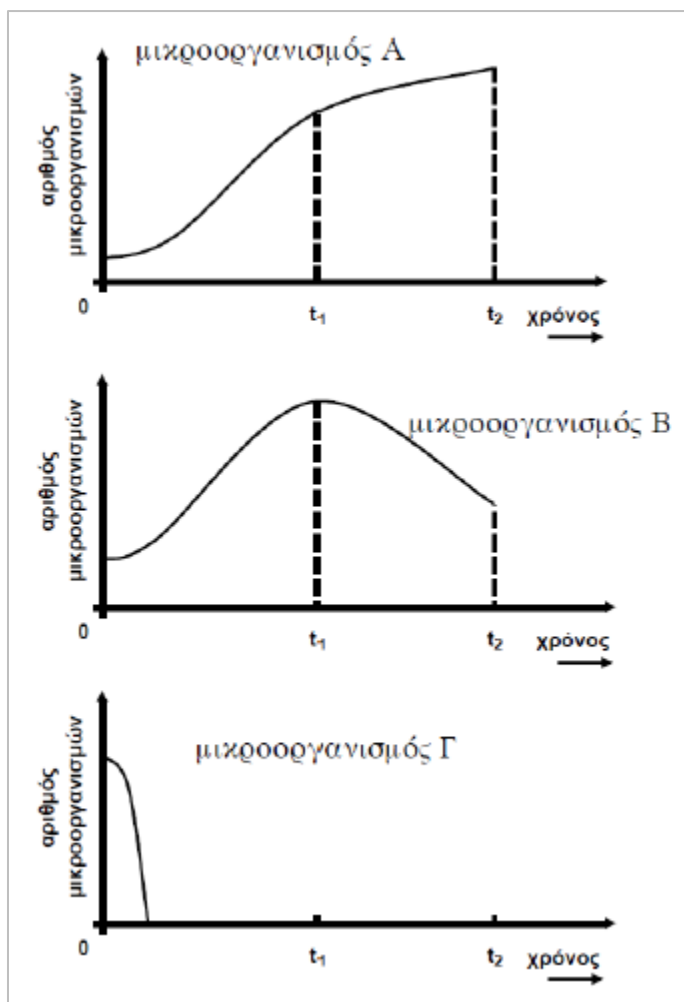 μικροοργανισμός Α
αριθμός
μικροοργανισμών
0
t₁
t₂
χρόνος
μικροοργανισμός Β
αριθμός
μικροοργανισμών
0
t₁
t₂
χρόνος
μικροοργανισμός Γ
αριθμός
μικροοργανισμών
0
t₁
t₂
χρόνος